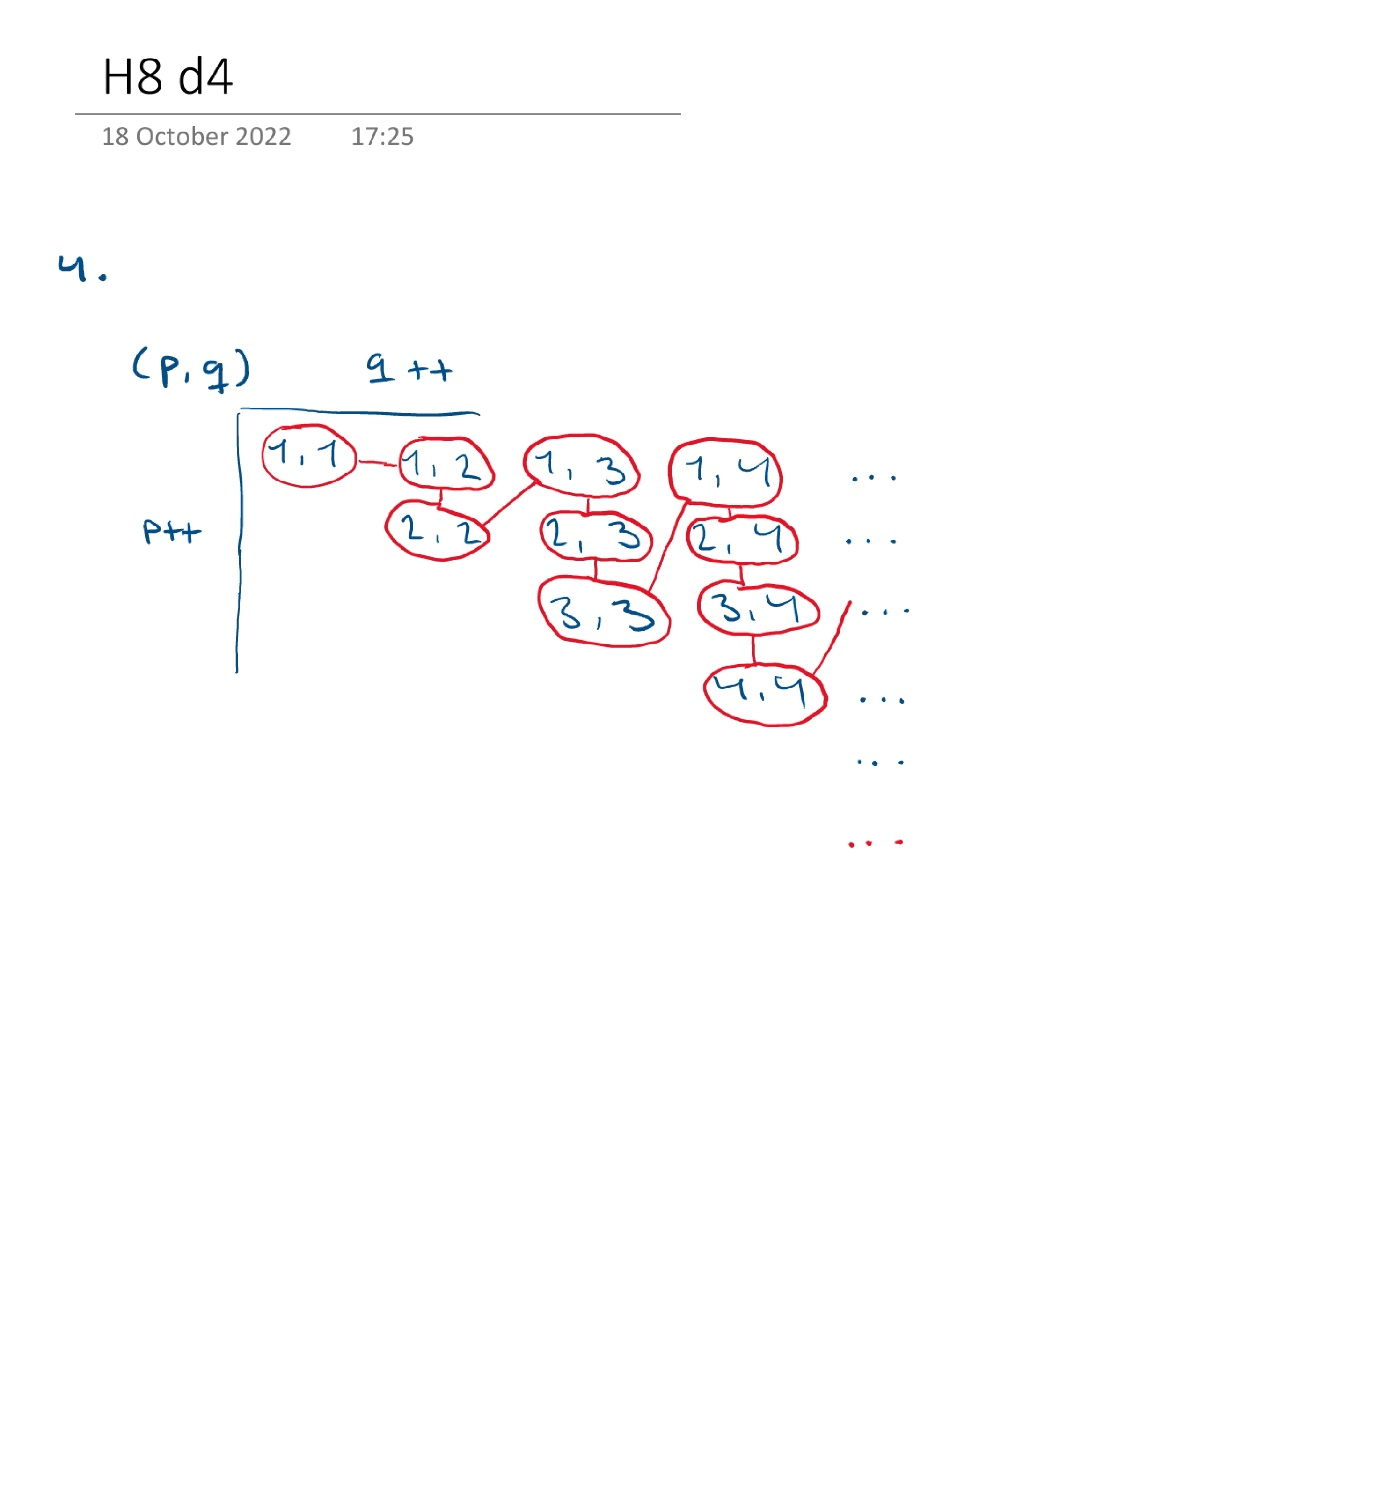 H8 d4
18 October 2022 17:25
4.
(p,q) q++
1,1 1,2 1,3 1,4 ...
p++ 2,2 2,3 2,4 ...
3,3 3,4 ...
4,4 ...
...
...